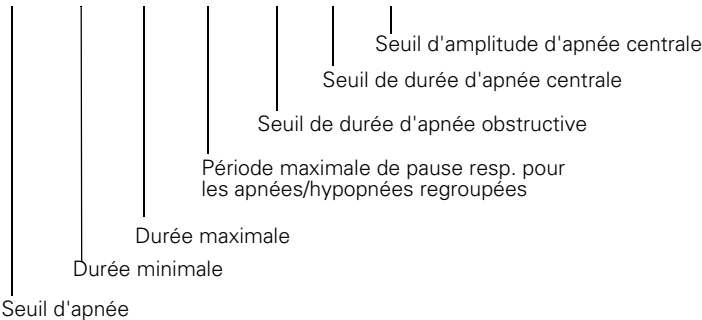 Seuil d'amplitude d'apnée centrale
Seuil de durée d'apnée centrale
Seuil de durée d'apnée obstructive
Période maximale de pause resp. pour
les apnées/hypopnées regroupées
Durée maximale
Durée minimale
Seuil d'apnée